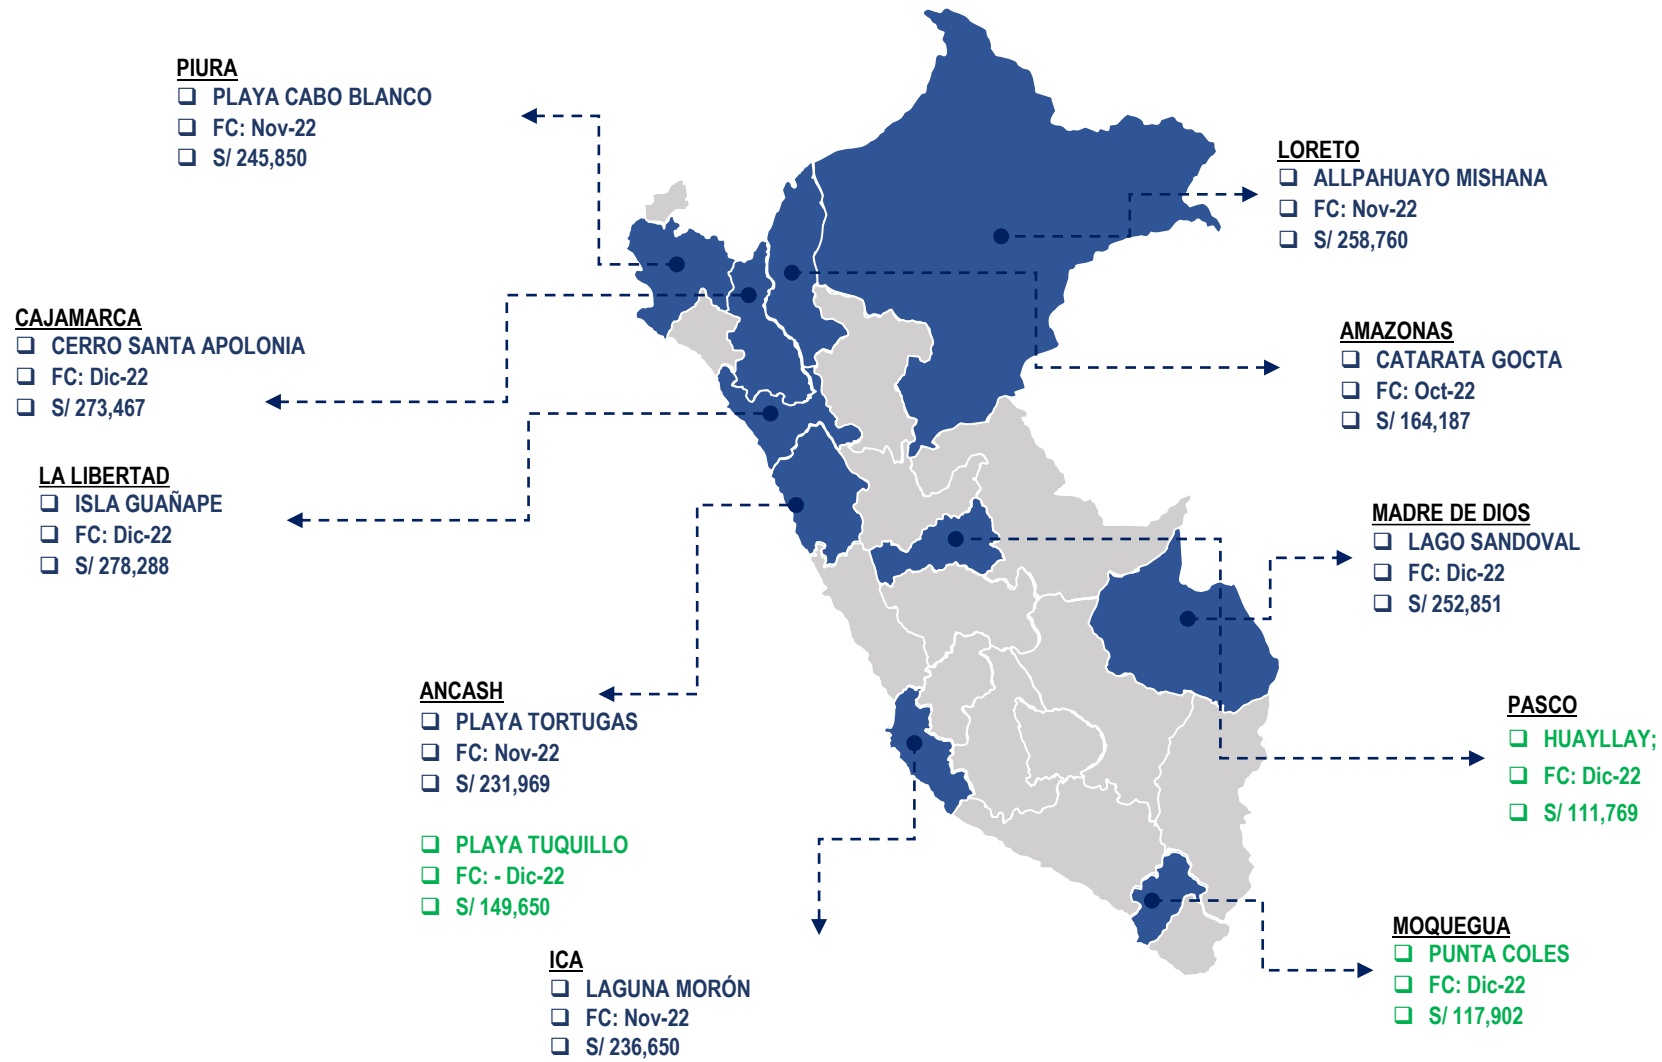 PIURA
❑ PLAYA CABO BLANCO
❑ FC: Nov-22
❑ S/ 245,850
LORETO
❑ ALLPAHUAYO MISHANA
❑ FC: Nov-22
❑ S/ 258,760
CAJAMARCA
❑ CERRO SANTA APOLONIA
❑ FC: Dic-22
❑ S/ 273,467
AMAZONAS
❑ CATARATA GOCTA
❑ FC: Oct-22
❑ S/ 164,187
LA LIBERTAD
❑ ISLA GUAÑAPE
❑ FC: Dic-22
❑ S/ 278,288
MADRE DE DIOS
❑ LAGO SANDOVAL
❑ FC: Dic-22
❑ S/ 252,851
ANCASH
❑ PLAYA TORTUGAS
❑ FC: Nov-22
❑ S/ 231,969
❑ PLAYA TUQUILLO
❑ FC: - Dic-22
❑ S/ 149,650
PASCO
❑ HUAYLLAY;
❑ FC: Dic-22
❑ S/ 111,769
ICA
❑ LAGUNA MORÓN
❑ FC: Nov-22
❑ S/ 236,650
MOQUEGUA
❑ PUNTA COLES
❑ FC: Dic-22
❑ S/ 117,902